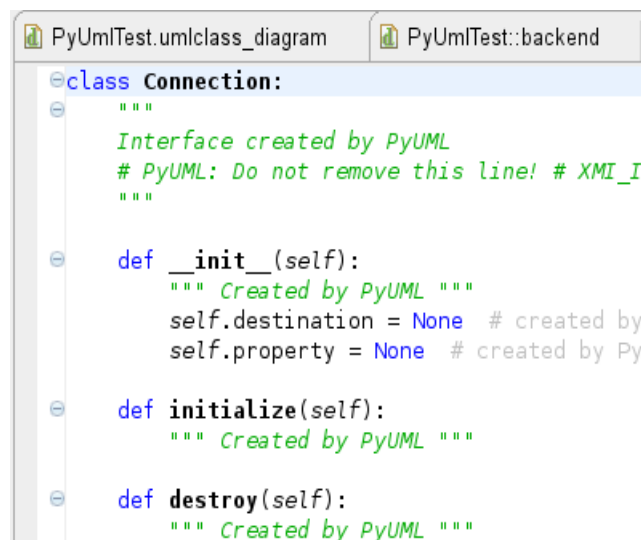 PyUmlTest.umlclass_diagram
PyUmlTest::backend
class Connection:
"""
Interface created by PyUML
# PyUML: Do not remove this line! # XMI_I
"""
def __init__(self):
""" Created by PyUML """
self.destination = None # created by
self.property = None # created by Py
def initialize(self):
""" Created by PyUML """
def destroy(self):
""" Created by PyUML """